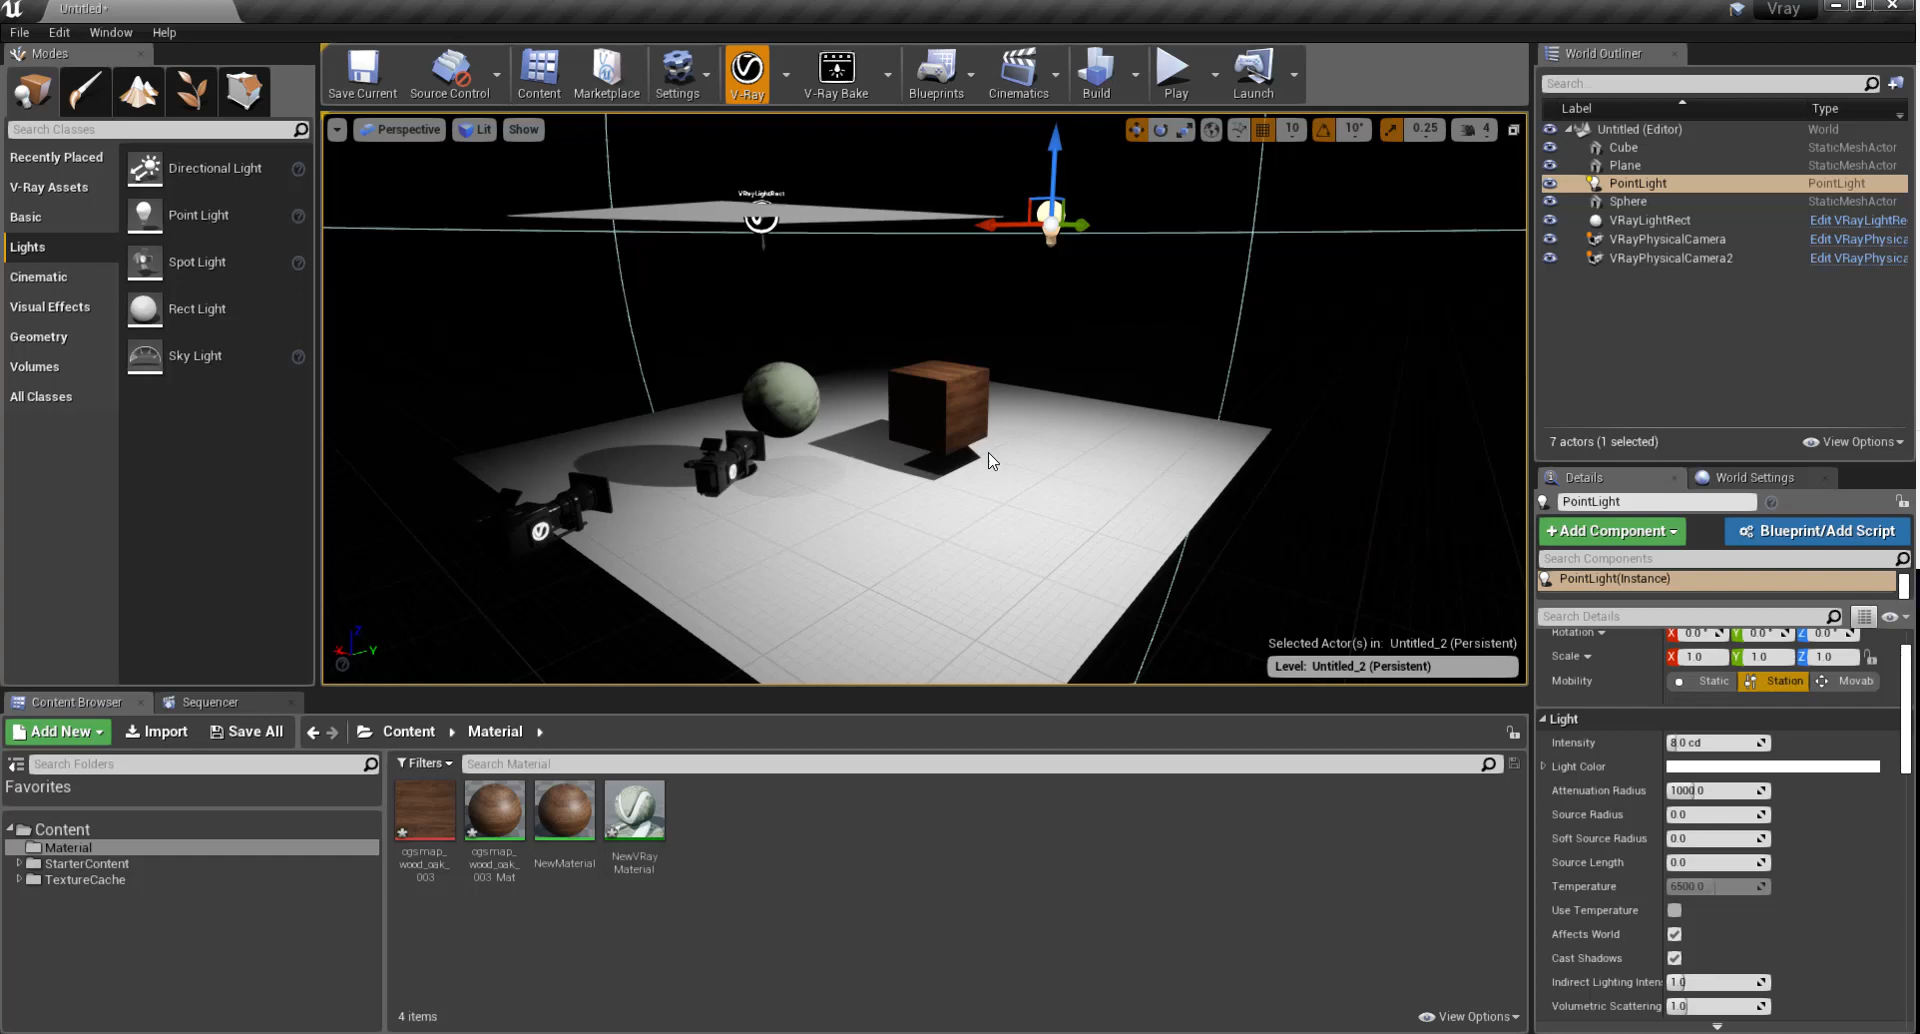 Untitled*
Vray
File Edit Window Help
Modes
Search Classes
Recently Placed
V-Ray Assets
Basic
Lights
Cinematic
Visual Effects
Geometry
Volumes
All Classes
Directional Light
Point Light
Spot Light
Rect Light
Sky Light
Save Current
Source Control
Content
Marketplace
Settings
V-Ray
V-Ray Bake
Blueprints
Cinematics
Build
Play
Launch
Perspective
Lit
Show
10
10°
0.25
4
VRayLightRect
Z
X
Y
Selected Actor(s) in: Untitled_2 (Persistent)
Level: Untitled_2 (Persistent)
World Outliner
Search...
Label Type
Untitled (Editor) World
Cube StaticMeshActor
Plane StaticMeshActor
PointLight PointLight
Sphere StaticMeshActor
VRayLightRect Edit VRayLightRe
VRayPhysicalCamera Edit VRayPhysica
VRayPhysicalCamera2 Edit VRayPhysica
7 actors (1 selected)
View Options
Details
World Settings
PointLight
+Add Component
Blueprint/Add Script
Search Components
PointLight(Instance)
Search Details
Rotation X 0.0° Y 0.0° Z 0.0°
Scale X 1.0 Y 1.0 Z 1.0
Mobility Static Station Movab
Light
Intensity 8.0 cd
Light Color
Attenuation Radius 1000.0
Source Radius 0.0
Soft Source Radius 0.0
Source Length 0.0
Temperature 6500.0
Use Temperature
Affects World
Cast Shadows
Indirect Lighting Inten 1.0
Volumetric Scattering 1.0
Content Browser
Sequencer
Add New
Import
Save All
Content
Material
Search Folders
Favorites
Content
Material
StarterContent
TextureCache
Filters
Search Material
cgsmap_
wood_oak_
003
cgsmap_
wood_oak_
003_Mat
NewMaterial
NewVRay
Material
4 items
View Options